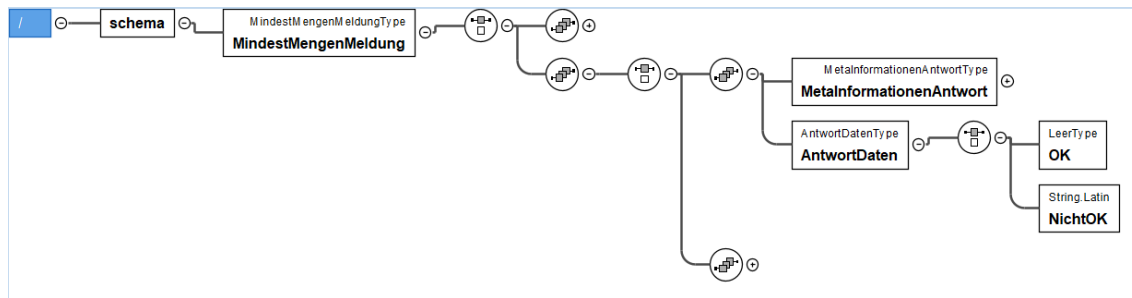 /
schema
MindestMengenMeldungType
MindestMengenMeldung
MetaInformationenAntwortType
MetaInformationenAntwort
AntwortDatenType
AntwortDaten
LeerType
OK
String.Latin
NichtOK